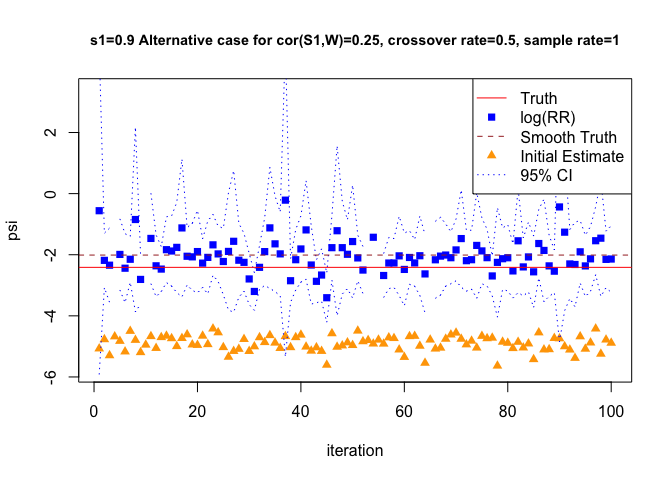 s1=0.9 Alternative case for cor(S1,W)=0.25, crossover rate=0.5, sample rate=1
Truth
log(RR)
Smooth Truth
Initial Estimate
95% CI
psi
2
0
-2
-4
-6
0 20 40 60 80 100
iteration